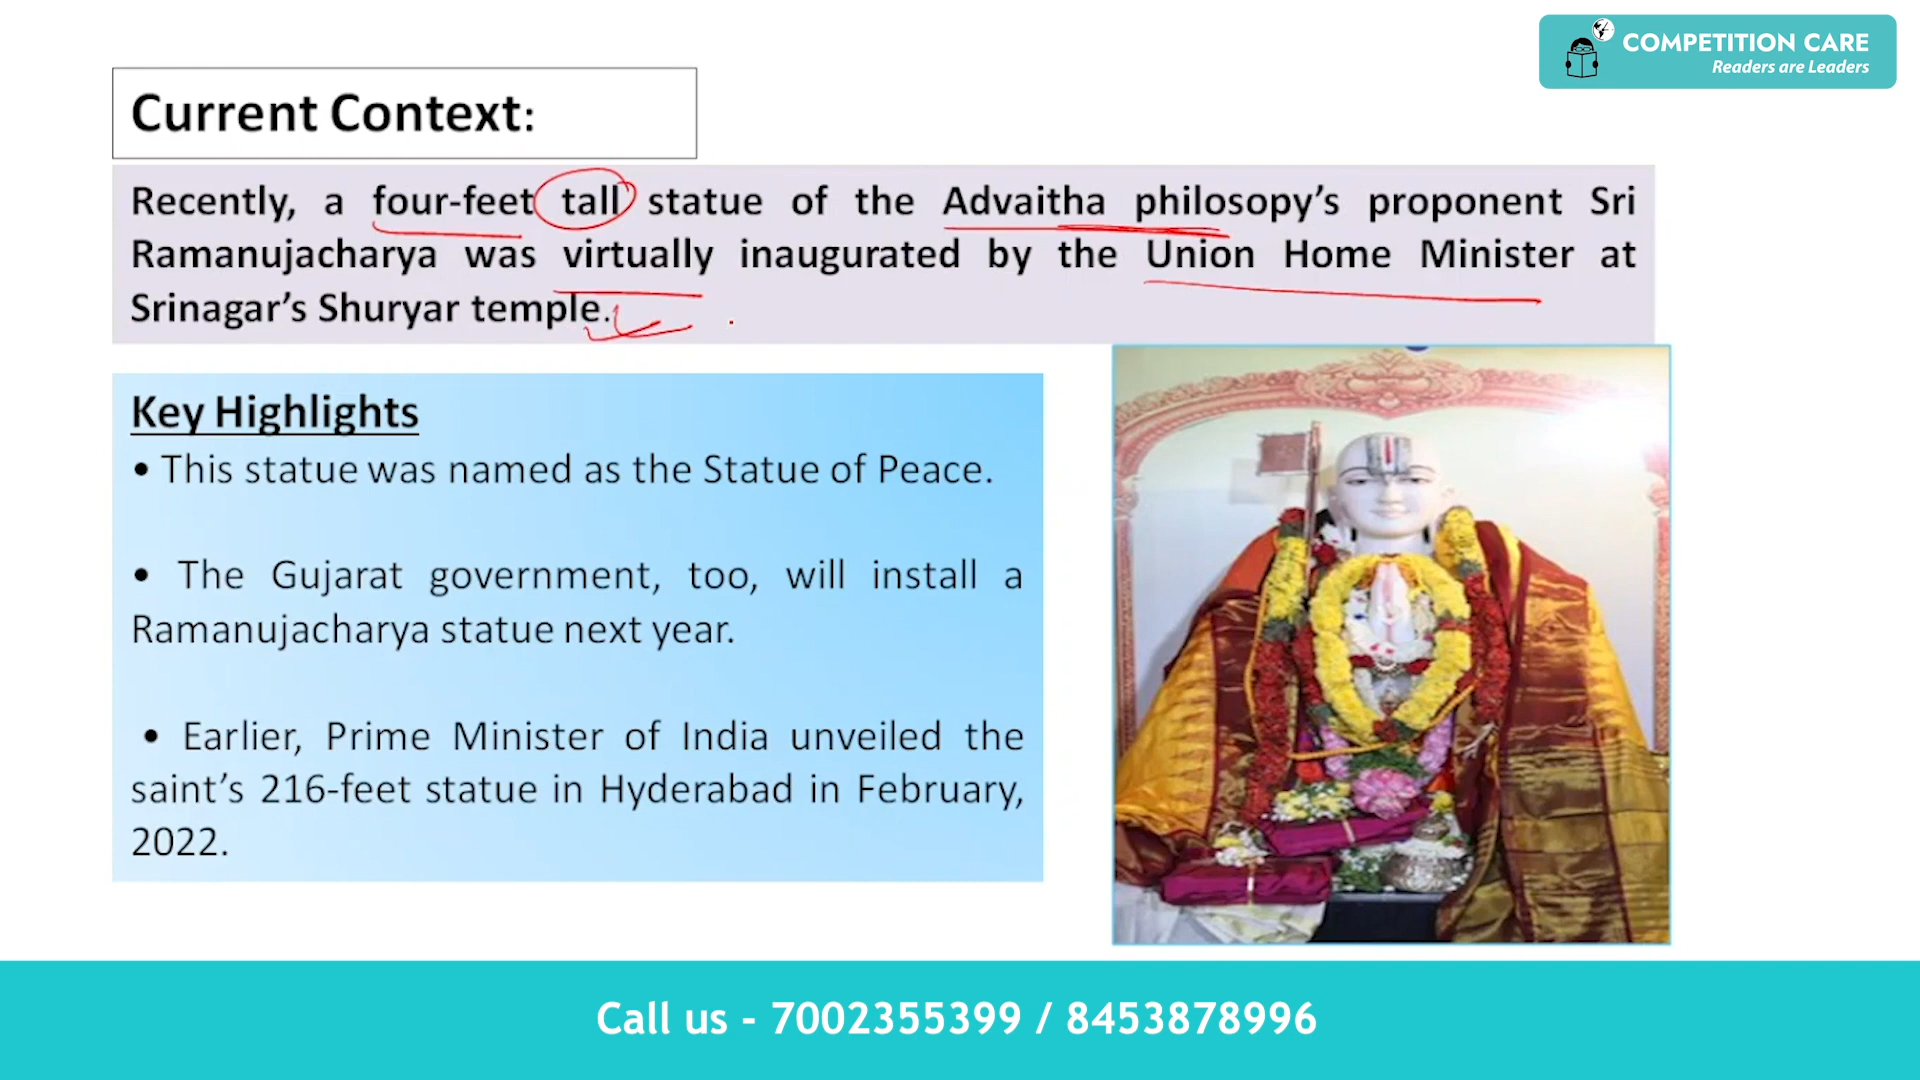 COMPETITION CARE
Readers are Leaders
Current Context:
Recently, a four-feet tall statue of the Advaitha philosopy's proponent Sri
Ramanujacharya was virtually inaugurated by the Union Home Minister at
Srinagar's Shuryar temple.
Key Highlights
• This statue was named as the Statue of Peace.
• The Gujarat government, too, will install a
Ramanujacharya statue next year.
• Earlier, Prime Minister of India unveiled the
saint's 216-feet statue in Hyderabad in February,
2022.
Call us - 7002355399 / 8453878996